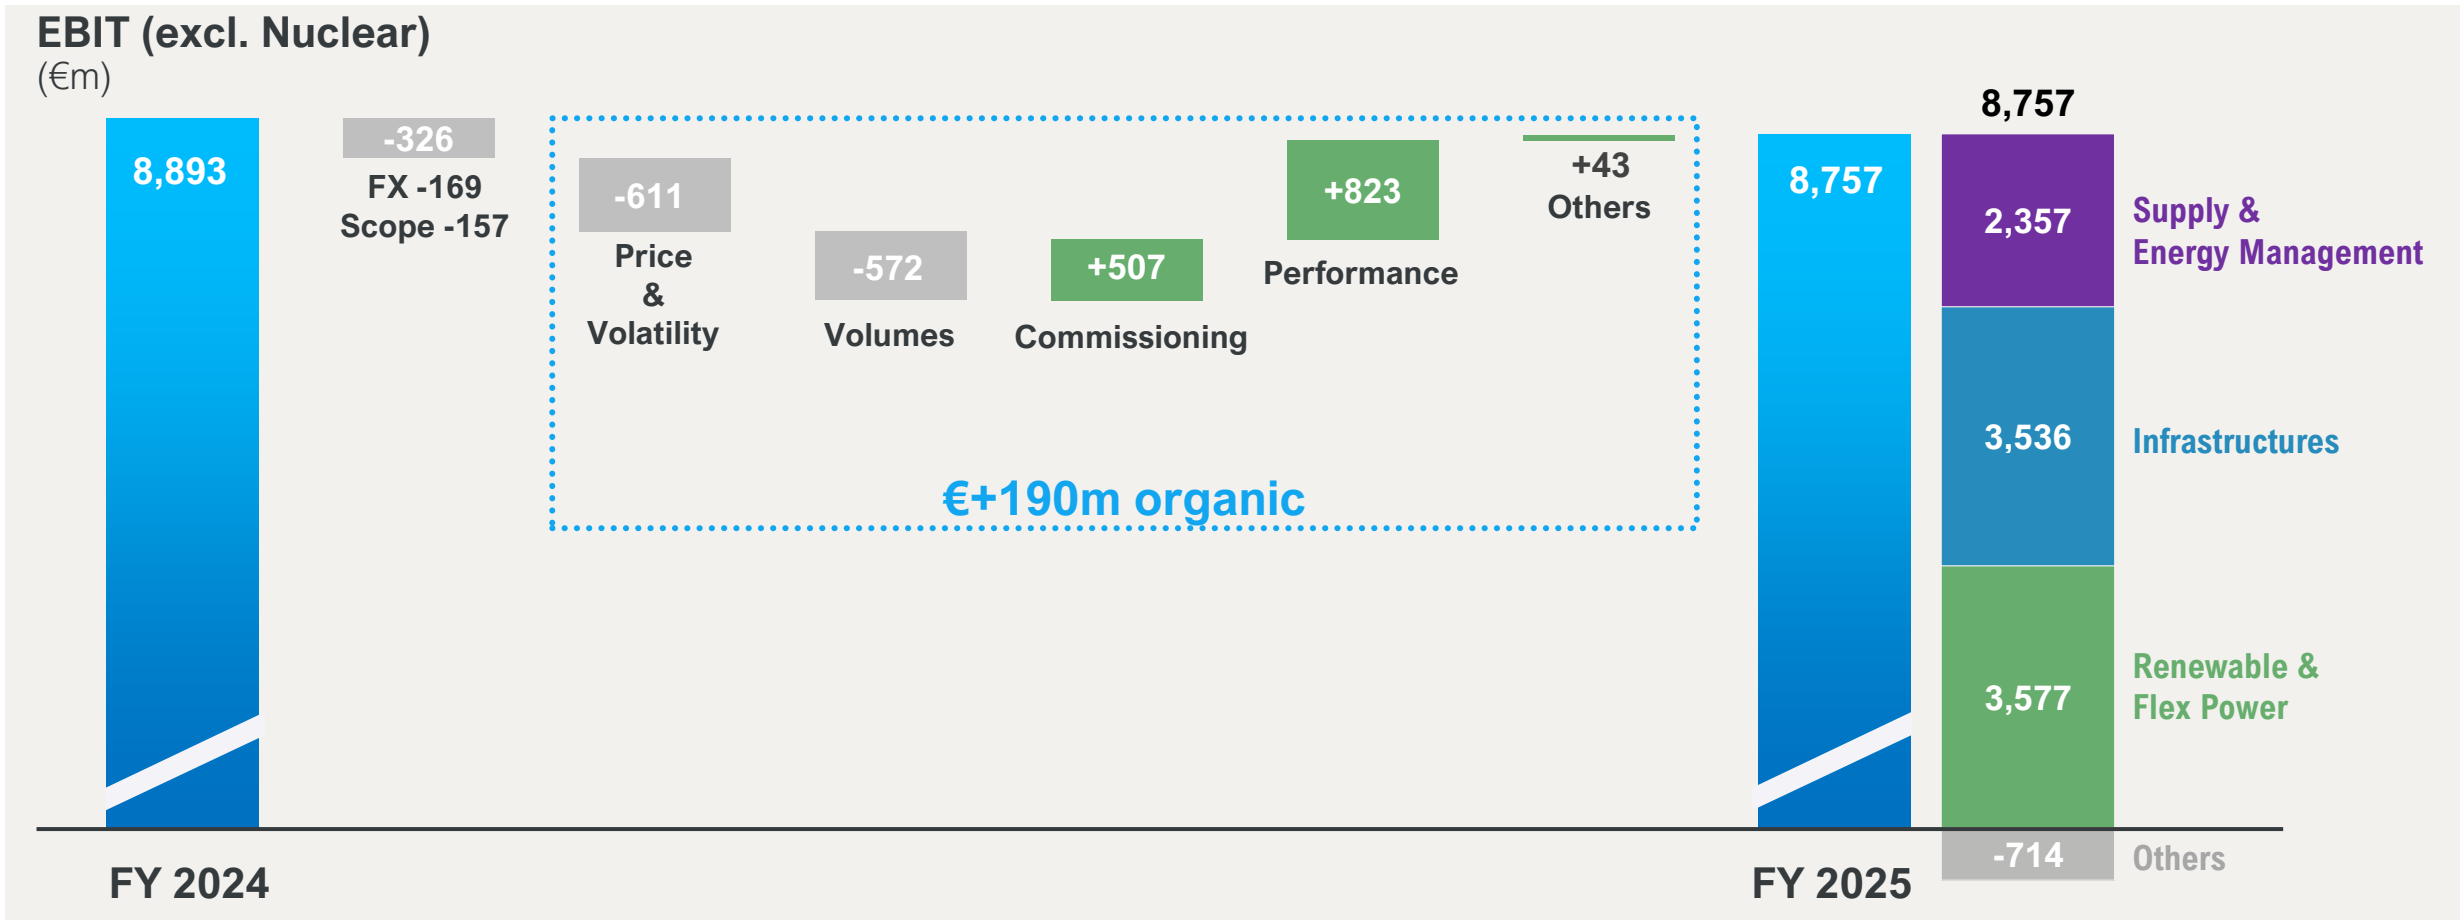 EBIT (excl. Nuclear)
(€m)
8,893
-326
FX -169
Scope -157
-611
Price
&
Volatility
-572
Volumes
+507
Commissioning
+823
Performance
+43
Others
€+190m organic
8,757
8,757
2,357
Supply &
Energy Management
3,536
Infrastructures
3,577
Renewable &
Flex Power
-714
Others
FY 2024
FY 2025